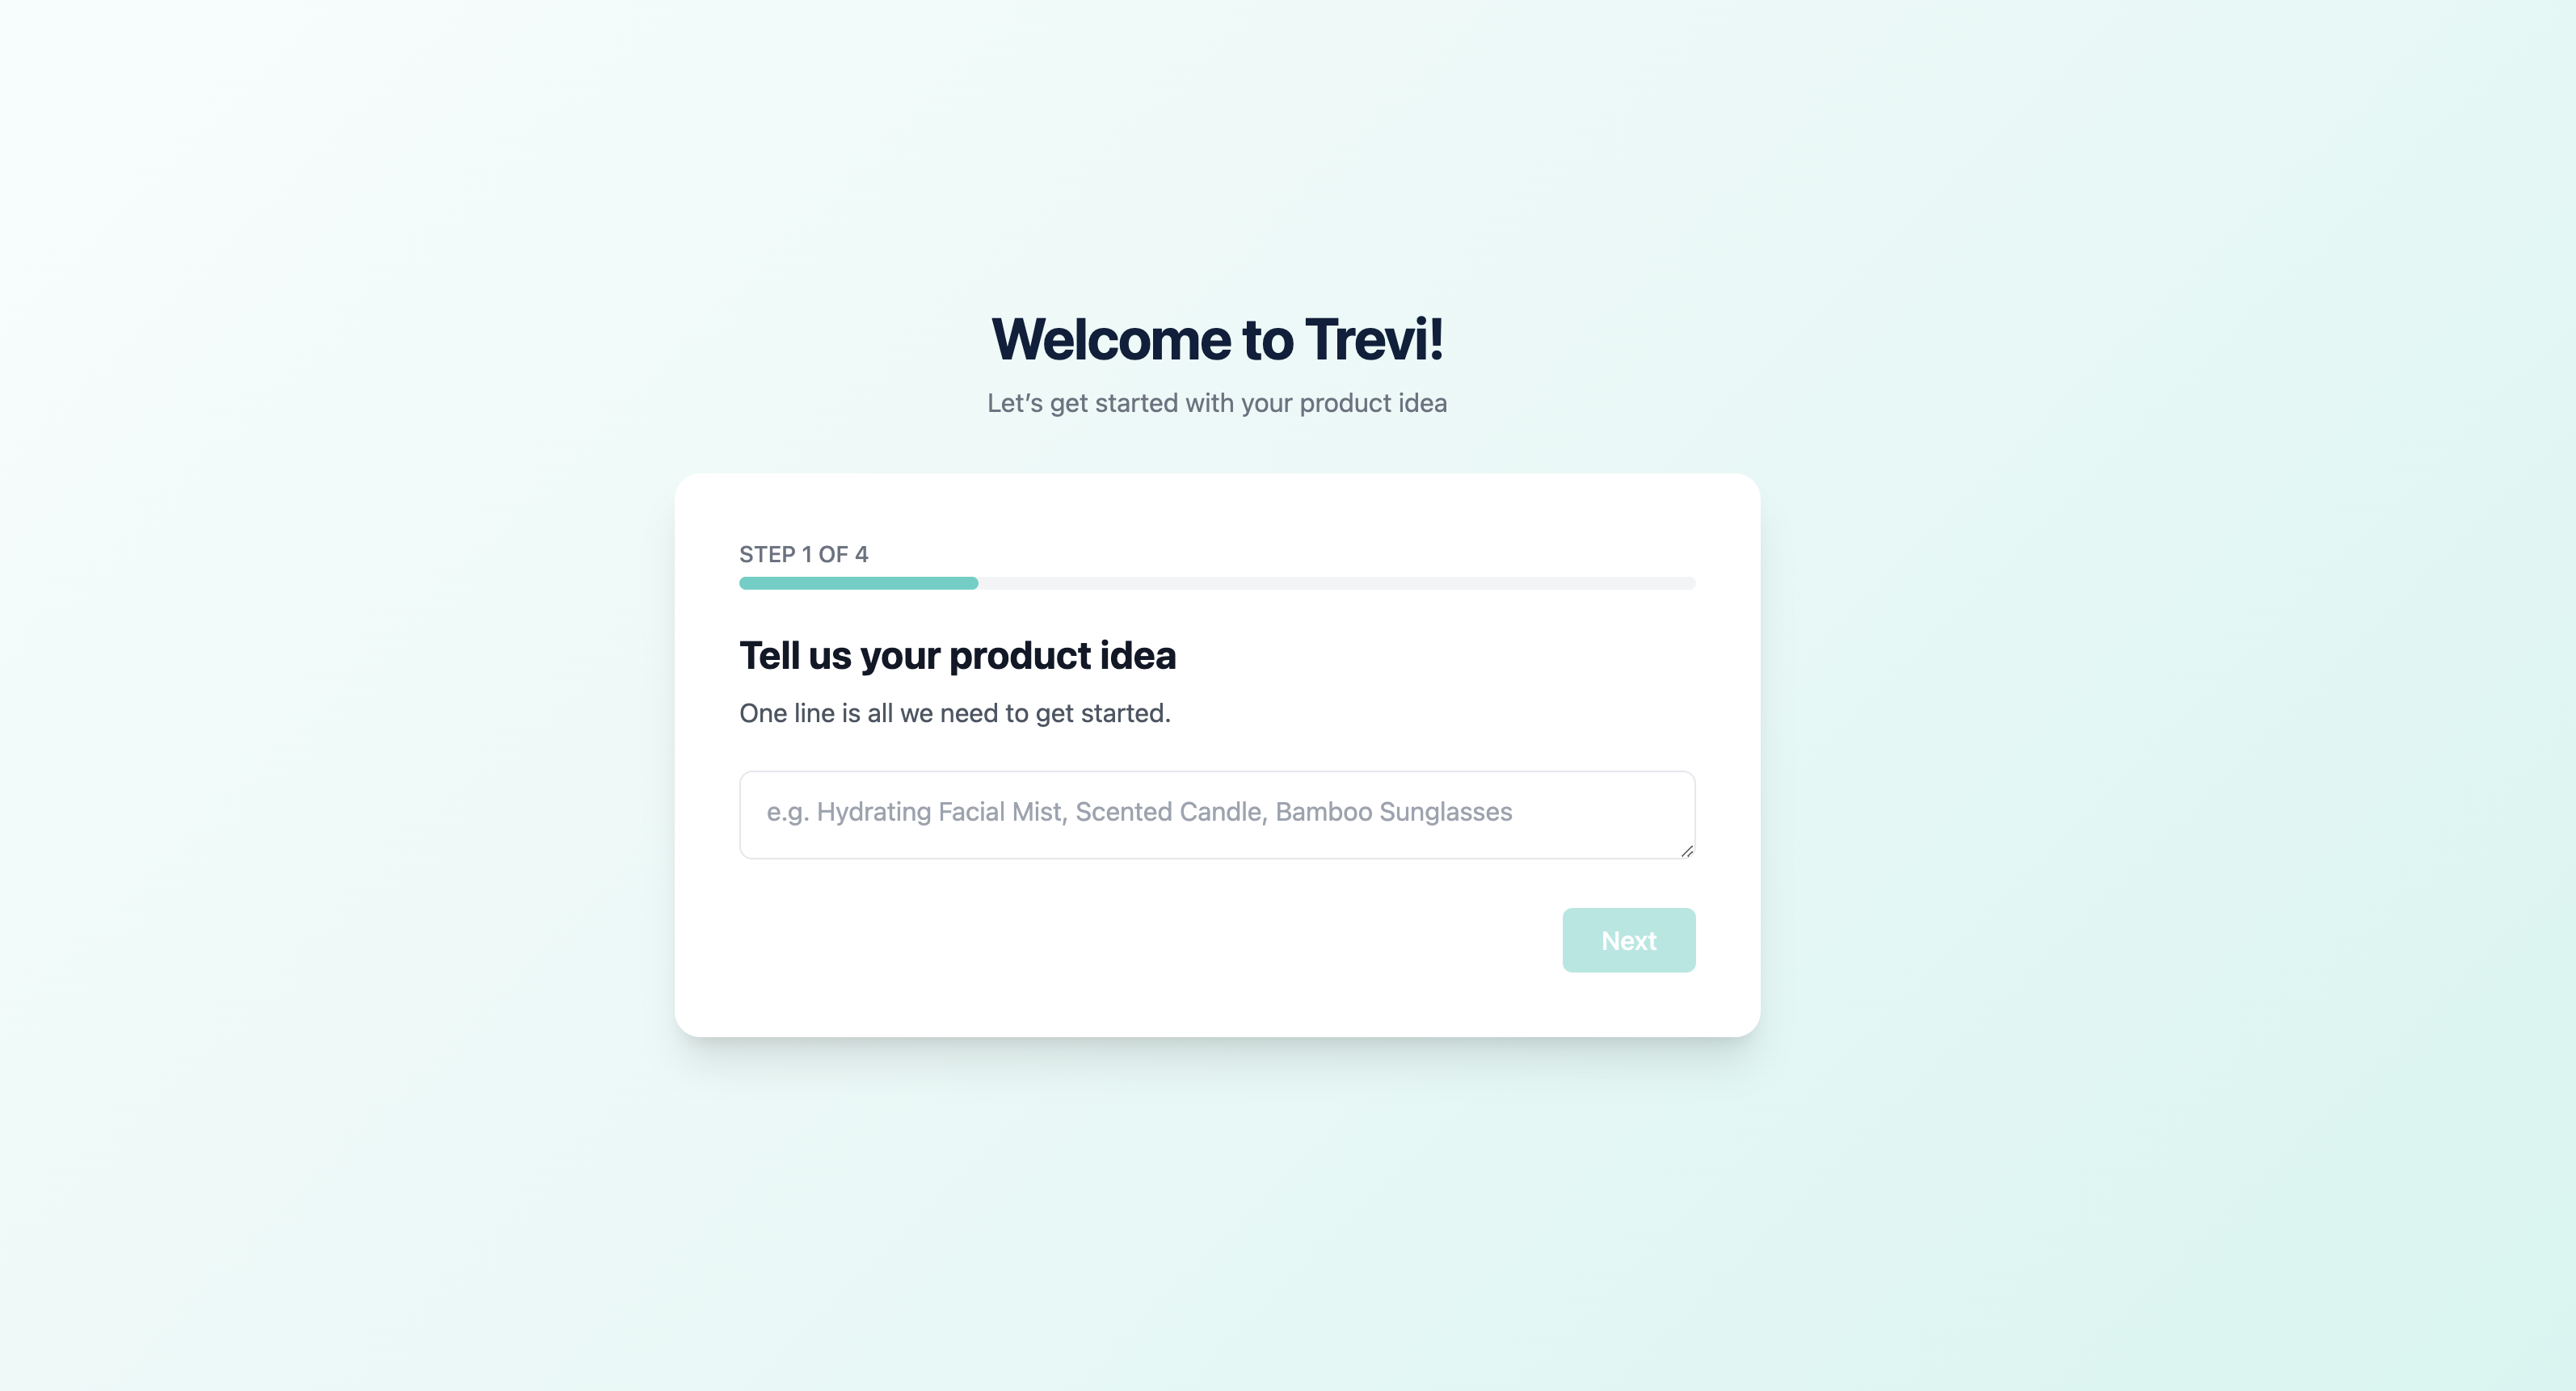 Welcome to Trevi!
Let’s get started with your product idea
STEP 1 OF 4
Tell us your product idea
One line is all we need to get started.
e.g. Hydrating Facial Mist, Scented Candle, Bamboo Sunglasses
Next